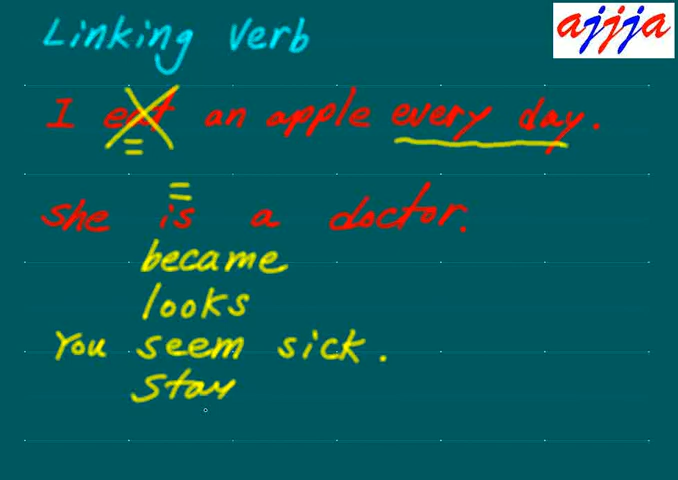 Linking Verb
ajjja
I eat an apple every day.
=
=
She is a doctor.
became
looks
You seem sick.
stay